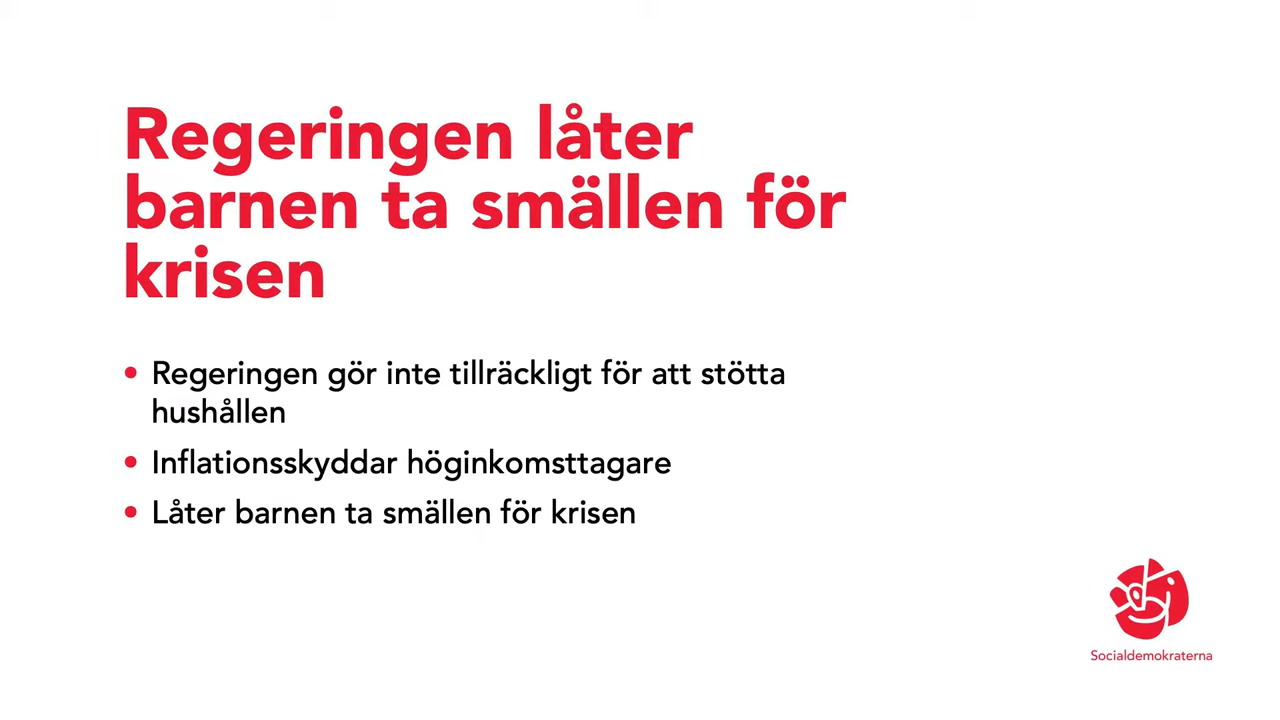 Regeringen låter
barnen ta smällen för
krisen
• Regeringen gör inte tillräckligt för att stötta
hushållen
• Inflationsskyddar höginkomsttagare
• Låter barnen ta smällen för krisen
Socialdemokraterna